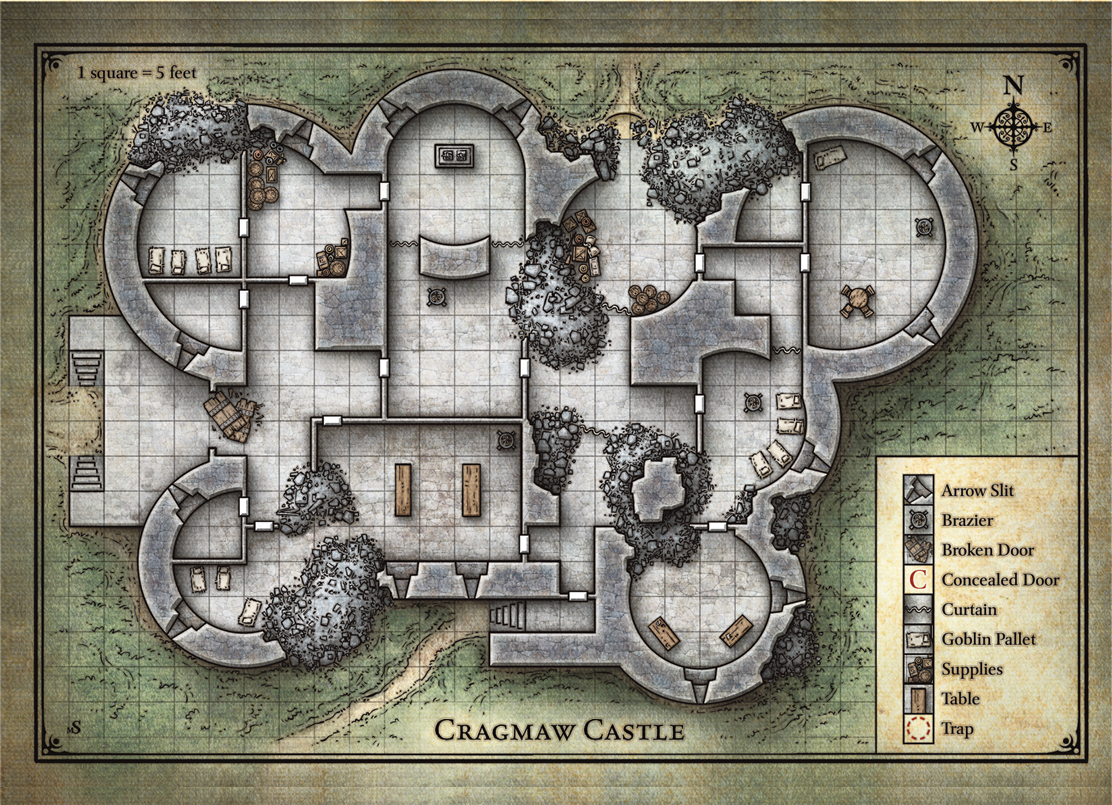 1 square = 5 feet
N
W
E
S
Arrow Slit
Brazier
Broken Door
C
Concealed Door
Curtain
Goblin Pallet
Supplies
Table
Trap
Cragmaw Castle